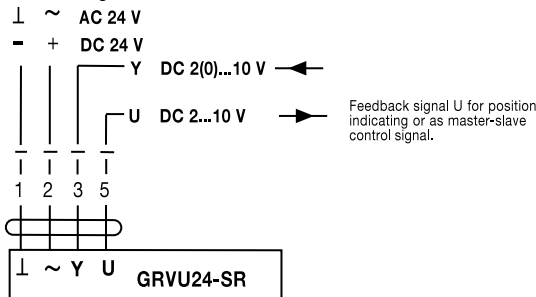 ⊥ ~ AC 24 V
- + DC 24 V
Y DC 2(0)...10 V
U DC 2...10 V
Feedback signal U for position
indicating or as master-slave
control signal.
1 2 3 5
⊥ ~ Y U
GRVU24-SR